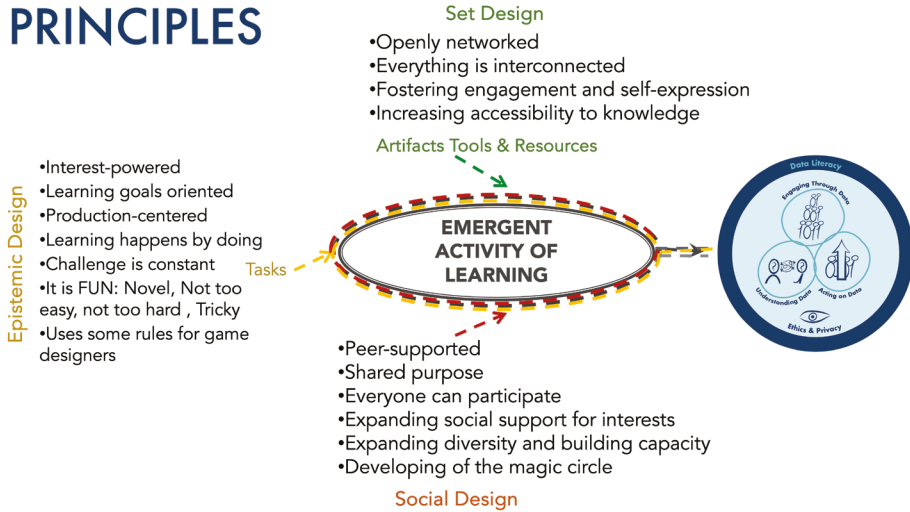 PRINCIPLES
Set Design
•Openly networked
•Everything is interconnected
•Fostering engagement and self-expression
•Increasing accessibility to knowledge
Artifacts Tools & Resources
Epistemic Design
•Interest-powered
•Learning goals oriented
•Production-centered
•Learning happens by doing
•Challenge is constant
•It is FUN: Novel, Not too
easy, not too hard , Tricky
•Uses some rules for game
designers
Tasks
EMERGENT
ACTIVITY OF
LEARNING
Data Literacy
Engaging Through Data
Understanding Data
Acting on Data
Ethics & Privacy
•Peer-supported
•Shared purpose
•Everyone can participate
•Expanding social support for interests
•Expanding diversity and building capacity
•Developing of the magic circle
Social Design